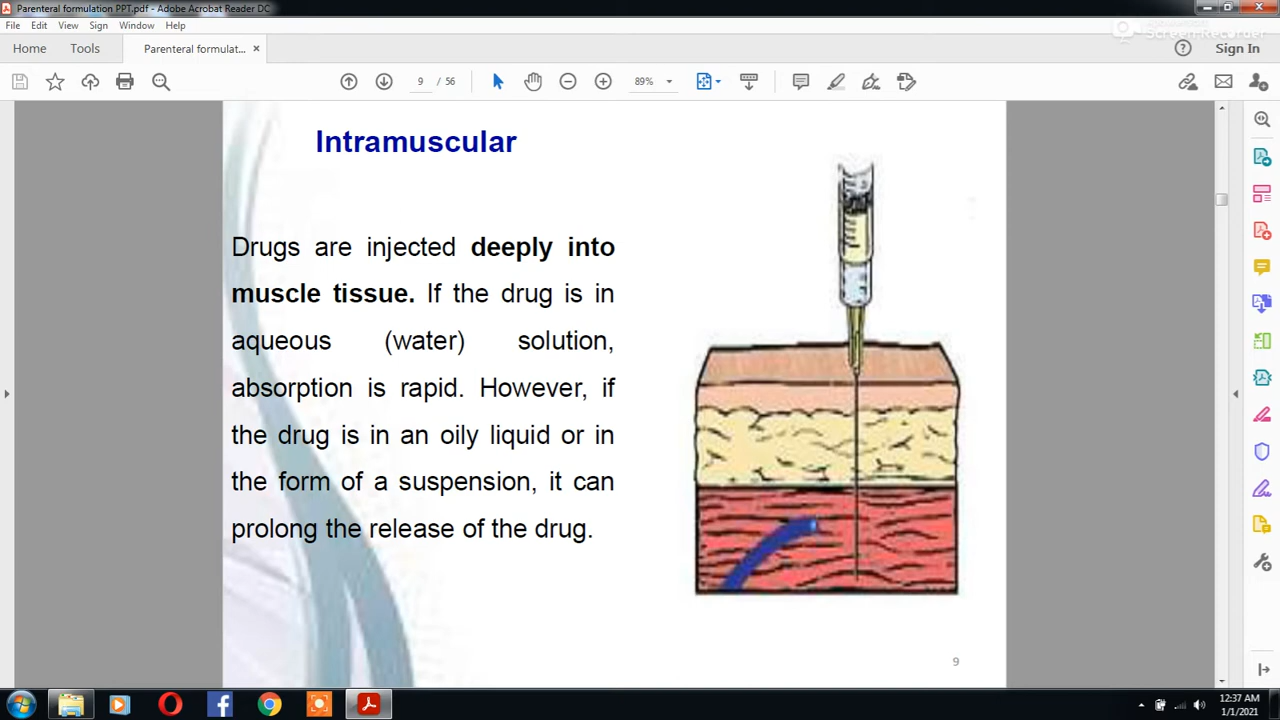 Parenteral formulation PPT.pdf - Adobe Acrobat Reader DC
File Edit View Sign Window Help
Home Tools Parenteral formulat... × Sign In
9 / 56 89%
Intramuscular
Drugs are injected deeply into
muscle tissue. If the drug is in
aqueous (water) solution,
absorption is rapid. However, if
the drug is in an oily liquid or in
the form of a suspension, it can
prolong the release of the drug.
9
12:37 AM
1/1/2021